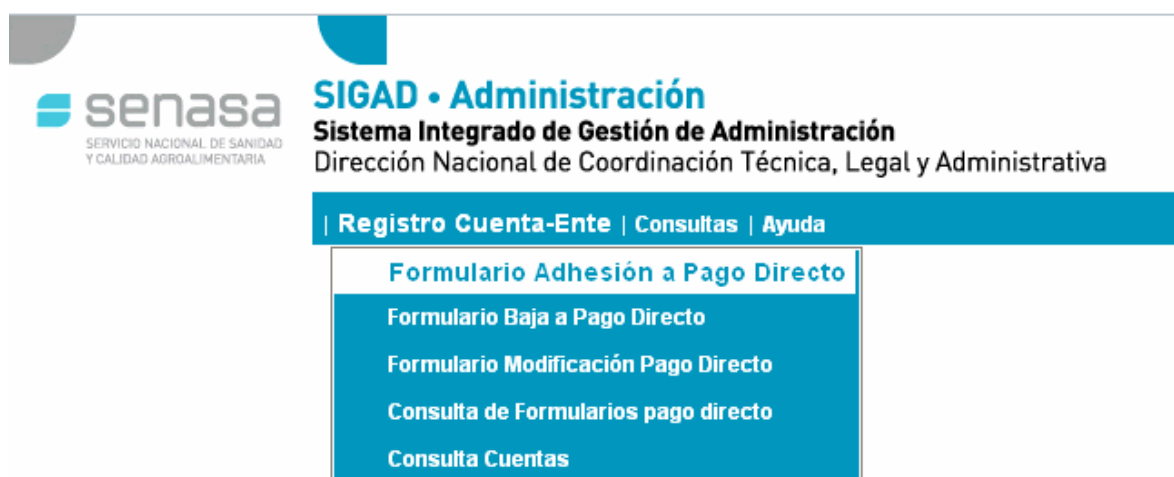 senasa
SERVICIO NACIONAL DE SANIDAD
Y CALIDAD AGROALIMENTARIA
SIGAD • Administración
Sistema Integrado de Gestión de Administración
Dirección Nacional de Coordinación Técnica, Legal y Administrativa
| Registro Cuenta-Ente | Consultas | Ayuda
Formulario Adhesión a Pago Directo
Formulario Baja a Pago Directo
Formulario Modificación Pago Directo
Consulta de Formularios pago directo
Consulta Cuentas